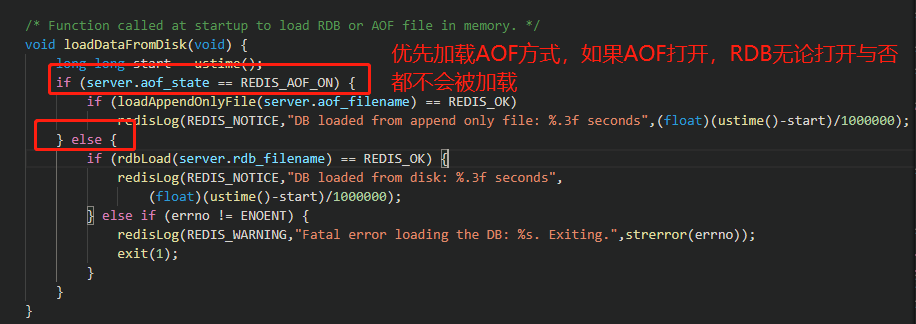 /* Function called at startup to load RDB or AOF file in memory. */
void loadDataFromDisk(void) {
long long start = ustime();
优先加载AOF方式，如果AOF打开，RDB无论打开与否
都不会被加载
if (server.aof_state == REDIS_AOF_ON) {
if (loadAppendOnlyFile(server.aof_filename) == REDIS_OK)
redisLog(REDIS_NOTICE,"DB loaded from append only file: %.3f seconds",(float)(ustime()-start)/1000000);
} else {
if (rdbLoad(server.rdb_filename) == REDIS_OK) {
redisLog(REDIS_NOTICE,"DB loaded from disk: %.3f seconds",
(float)(ustime()-start)/1000000);
} else if (errno != ENOENT) {
redisLog(REDIS_WARNING,"Fatal error loading the DB: %s. Exiting.",strerror(errno));
exit(1);
}
}
}